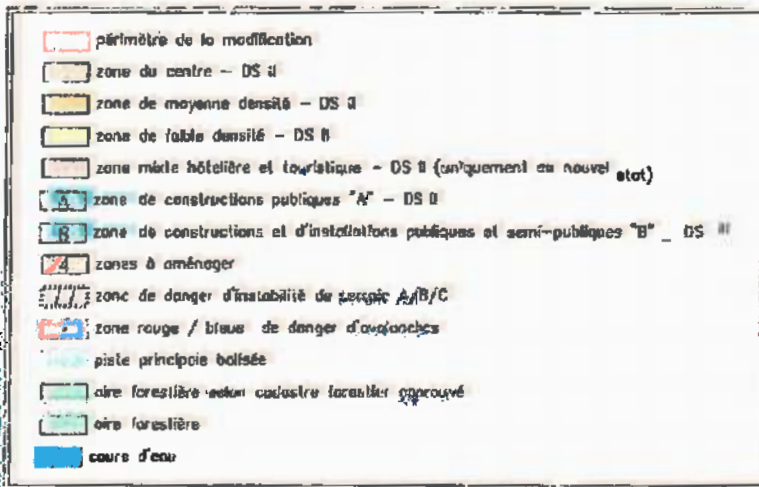 périmètre de la modification
zone du centre – DS II
zone de moyenne densité – DS II
zone de faible densité – DS II
zone mixte hôtelière et touristique – DS II (uniquement au nouvel état)
A zone de constructions publiques "A" – DS II
B zone de constructions et d'installations publiques et semi-publiques "B" _ DS III
4 zones à aménager
zone de danger d'instabilité de terrain A/B/C
zone rouge / bleue de danger d'avalanches
piste principale balisée
aire forestière selon cadastre forestier approuvé
aire forestière
cours d'eau